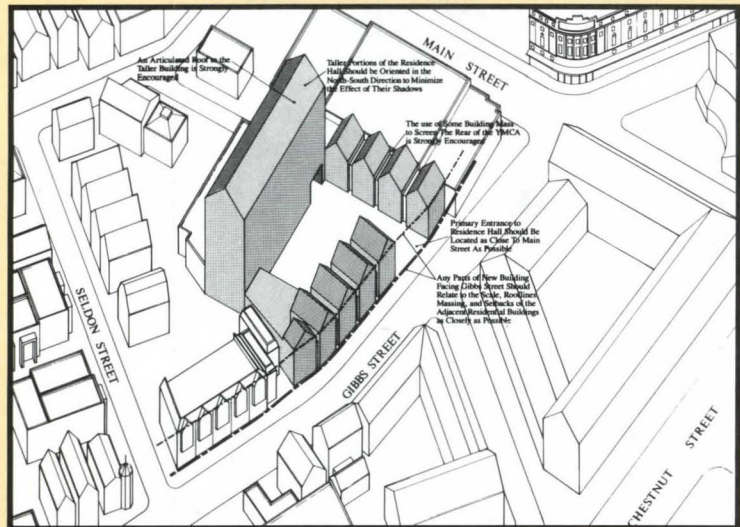 MAIN STREET
An Articulated Roof in the
Taller Building is Strongly
Encouraged
Taller Portions of the Residence
Hall Should be Oriented in the
North-South Direction to Minimize
the Effect of Their Shadows
The use of Some Building Mass
to Screen The Rear of the YMCA
is Strongly Encouraged
Primary Entrance to
Residence Hall Should Be
Located as Close To Main
Street As Possible
Any Parts of New Building
Facing Gibbs Street Should
Relate to the Scale, Rooflines,
Massing, and Setbacks of the
Adjacent Residential Buildings
as Closely as Possible
SELDON STREET
GIBBS STREET
CHESTNUT STREET